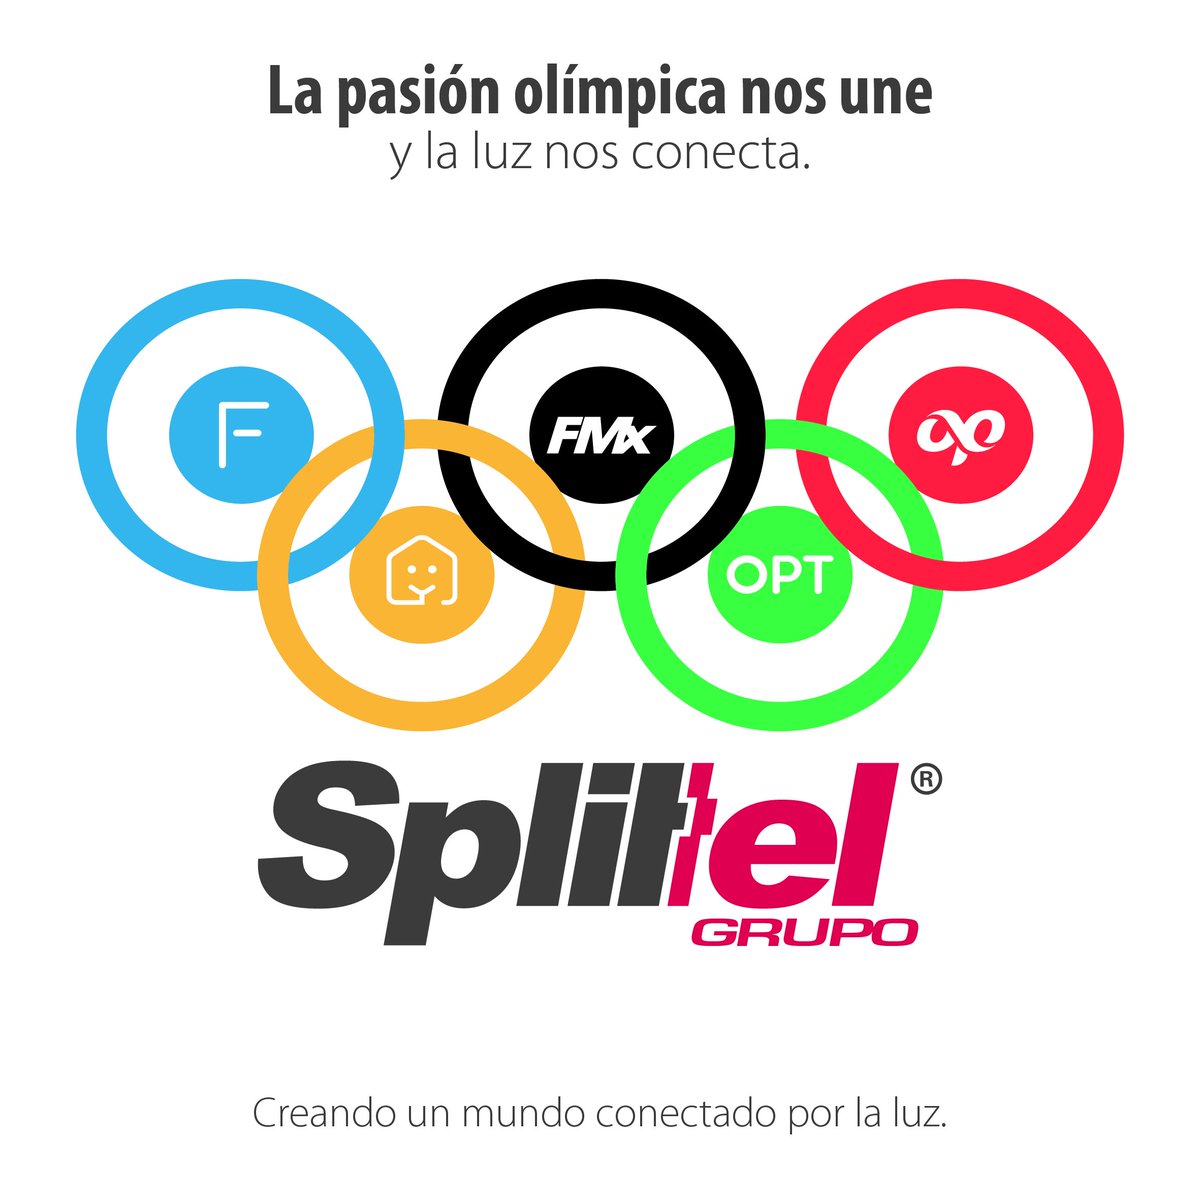 La pasión olímpica nos une
y la luz nos conecta.
F
FMx
OPT
Splittel®
GRUPO
Creando un mundo conectado por la luz.